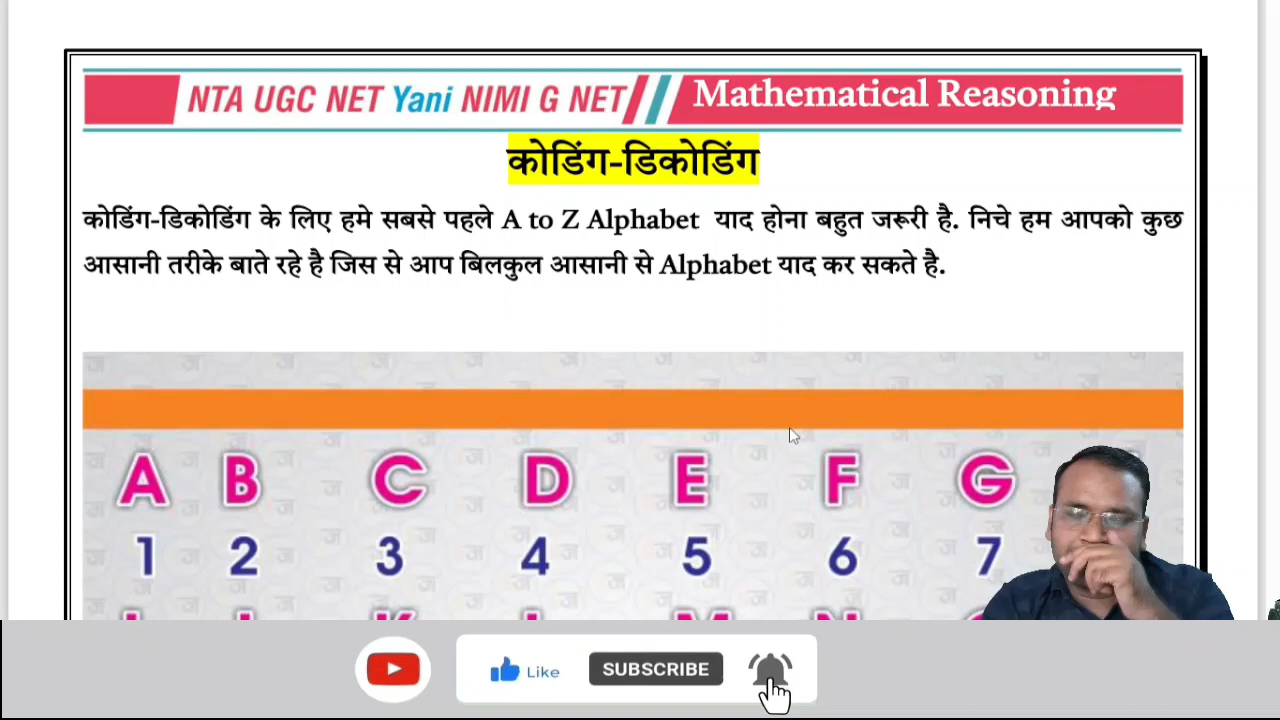 NTA UGC NET Yani NIMI G NET Mathematical Reasoning
कोडिंग-डिकोडिंग
कोडिंग-डिकोडिंग के लिए हमे सबसे पहले A to Z Alphabet याद होना बहुत जरूरी है. निचे हम आपको कुछ
आसानी तरीके बाते रहे है जिस से आप बिलकुल आसानी से Alphabet याद कर सकते है.
A B C D E F G
1 2 3 4 5 6 7
Like SUBSCRIBE